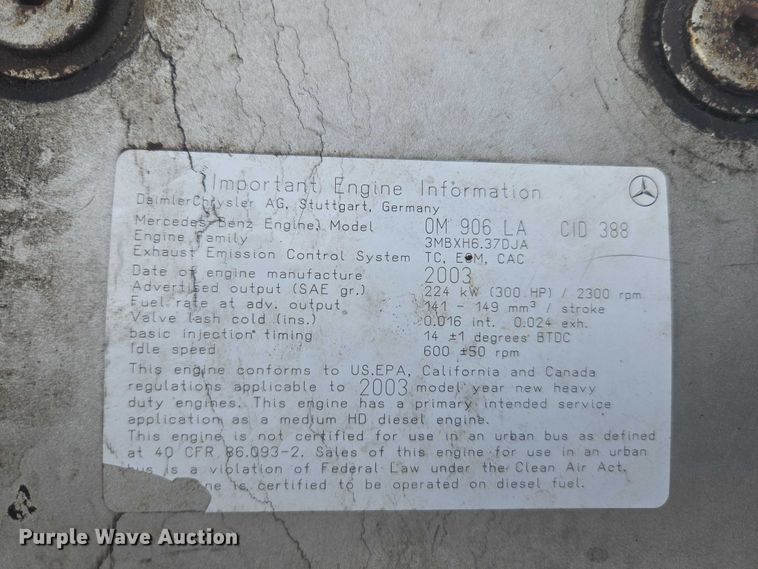 Important Engine Information
DaimlerChrysler AG, Stuttgart, Germany
Mercedes-Benz Engine, Model OM 906 LA CID 388
Engine Family 3MBXH6.37DJA
Exhaust Emission Control System TC, ECM, CAC
Date of engine manufacture 2003
Advertised output (SAE gr.) 224 kW (300 HP) / 2300 rpm
Fuel rate at adv. output 141 - 149 mm³ / stroke
Valve lash cold (ins.) 0.016 int. 0.024 exh.
basic injection timing 14 ±1 degrees BTDC
Idle speed 600 ±50 rpm
This engine conforms to US.EPA, California and Canada
regulations applicable to 2003 model year new heavy
duty engines. This engine has a primary intended service
application as a medium HD diesel engine.
This engine is not certified for use in an urban bus as defined
at 40 CFR 86.093-2. Sales of this engine for use in an urban
bus is a violation of Federal Law under the Clean Air Act.
is certified to be operated on diesel fuel.
Purple Wave Auction